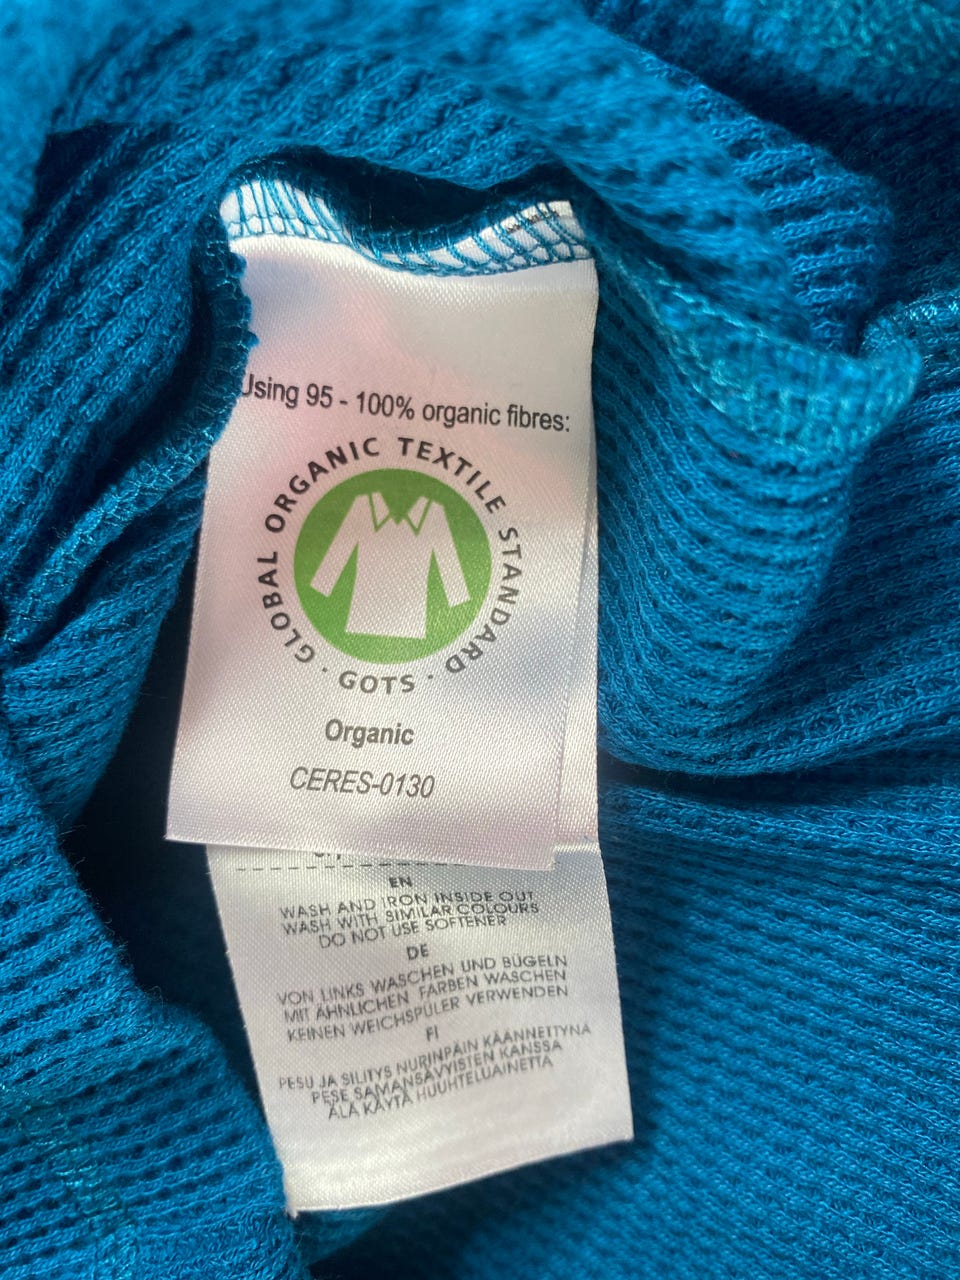 Using 95 - 100% organic fibres:
GLOBAL ORGANIC TEXTILE STANDARD · GOTS ·
Organic
CERES-0130
EN
WASH AND IRON INSIDE OUT
WASH WITH SIMILAR COLOURS
DO NOT USE SOFTENER
DE
VON LINKS WASCHEN UND BÜGELN
MIT ÄHNLICHEN FARBEN WASCHEN
KEINEN WEICHSPÜLER VERWENDEN
FI
PESU JA SILITYS NURINPÄIN KÄÄNNETTYNÄ
PESE SAMANSÄVYISTEN KANSSA
ÄLÄ KÄYTÄ HUUHTELUAINETTA